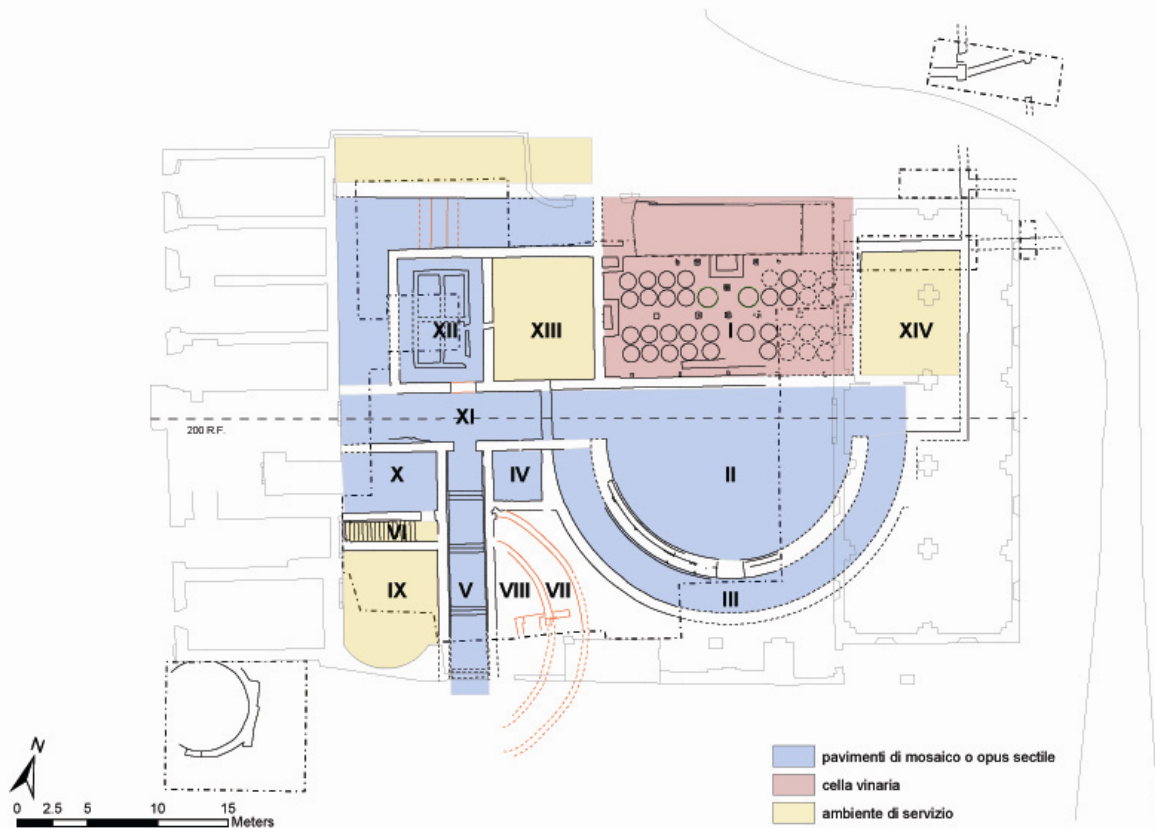 XII
XIII
I
XIV
XI
200 R.F.
X
IV
II
VI
IX
V
VIII
VII
III
N
0 2.5 5 10 15
Meters
pavimenti di mosaico o opus sectile
cella vinaria
ambiente di servizio